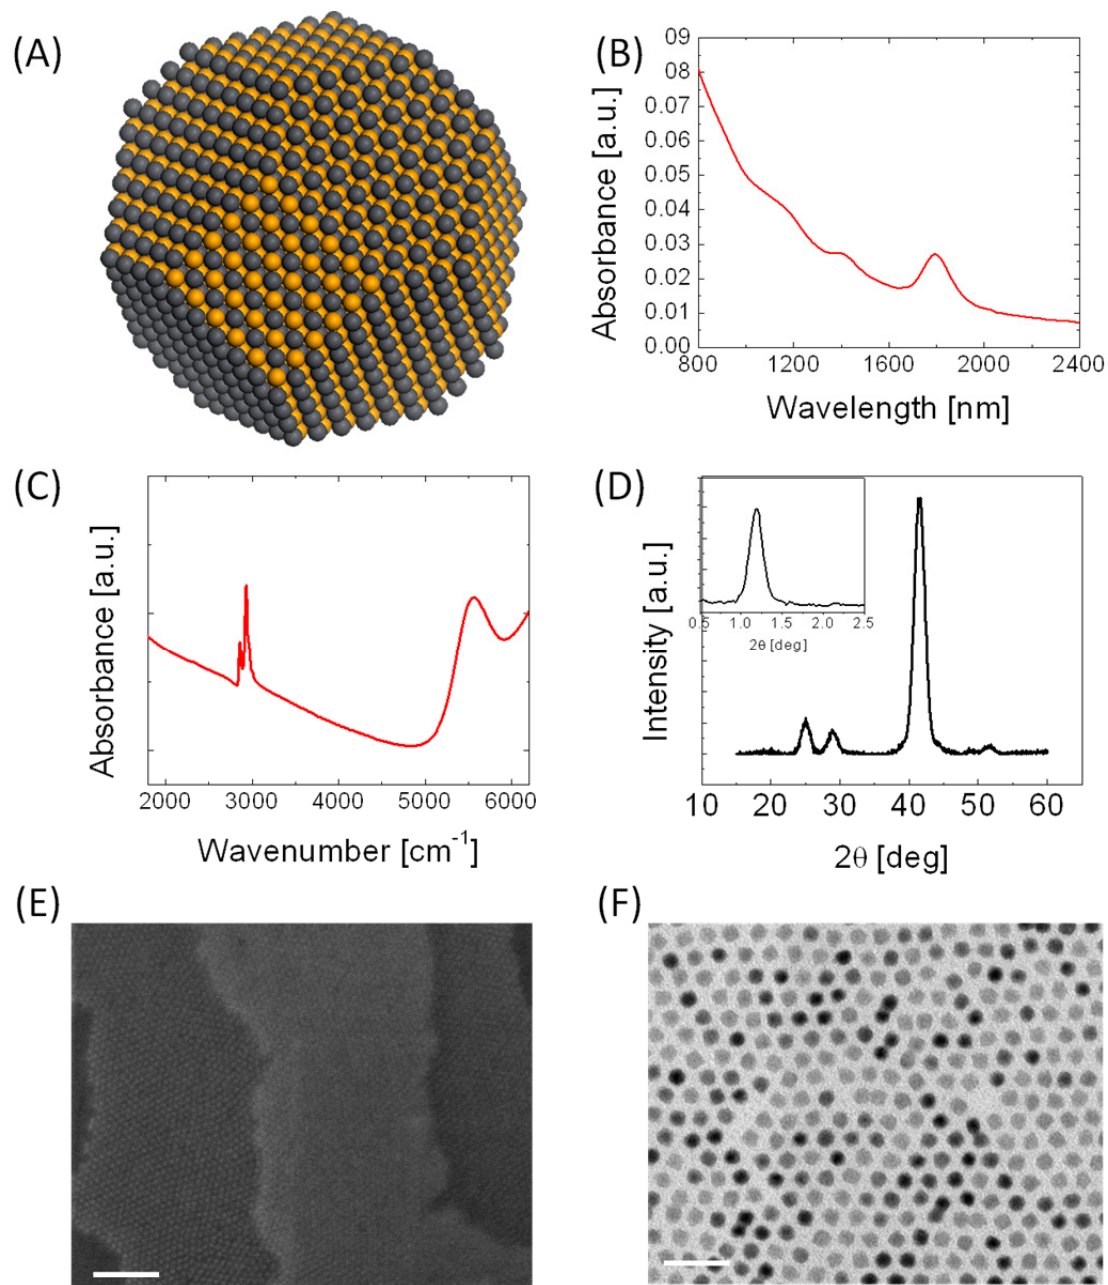 (A)
(B)
09
08
0.07
0.06
0.05
0.04
0.03
0.02
0.01
0.00
800 1200 1600 2000 2400
Absorbance [a.u.]
Wavelength [nm]
(C)
Absorbance [a.u.]
2000 3000 4000 5000 6000
Wavenumber [cm-1]
(D)
Intensity [a.u.]
0.5 1.0 1.5 2.0 2.5
2θ [deg]
10 20 30 40 50 60
2θ [deg]
(E)
(F)